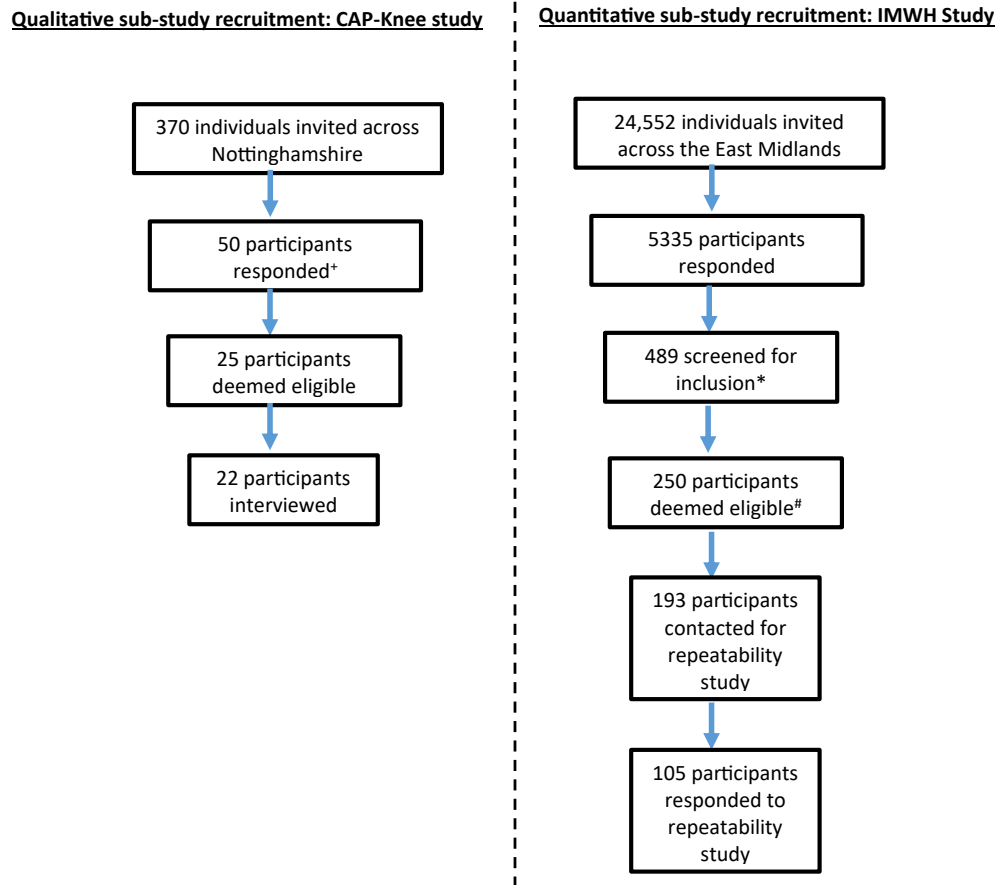 Qualitative sub-study recruitment: CAP-Knee study
370 individuals invited across
Nottinghamshire
50 participants
responded⁺
25 participants
deemed eligible
22 participants
interviewed
Quantitative sub-study recruitment: IMWH Study
24,552 individuals invited
across the East Midlands
5335 participants
responded
489 screened for
inclusion*
250 participants
deemed eligible#
193 participants
contacted for
repeatability
study
105 participants
responded to
repeatability
study